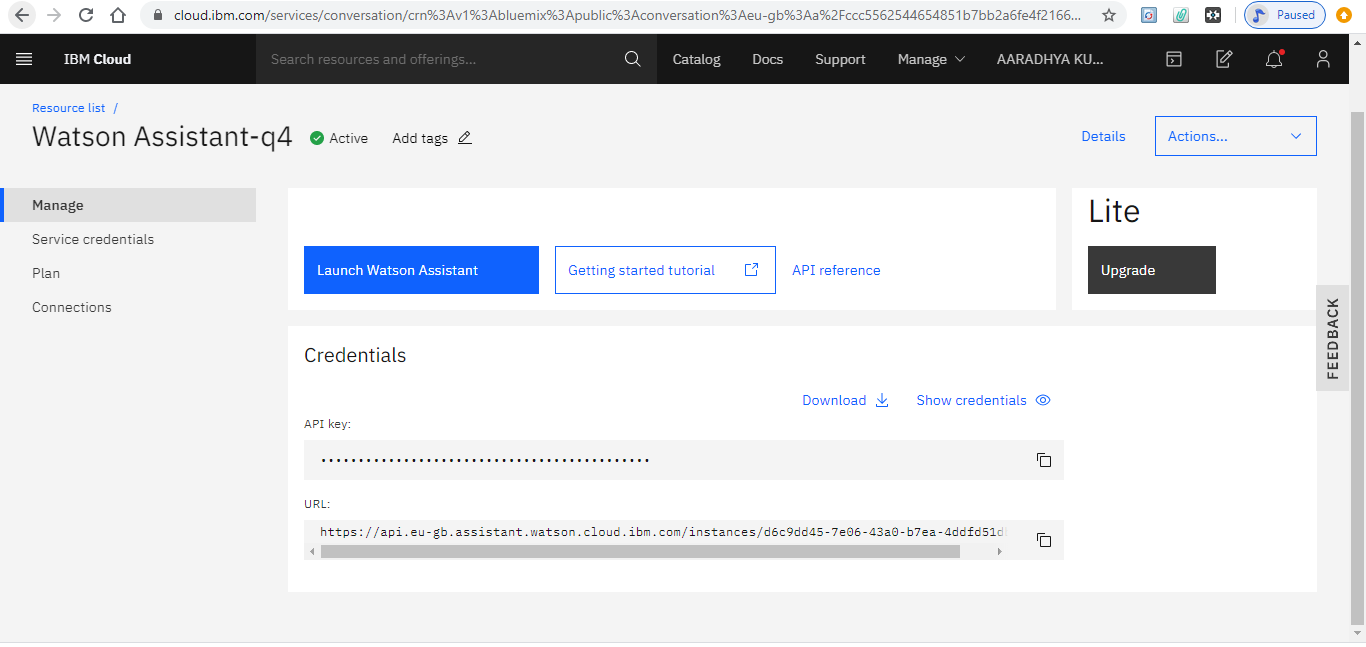 cloud.ibm.com/services/conversation/crn%3Av1%3Abluemix%3Apublic%3Aconversation%3Aeu-gb%3Aa%2Fccc5562544654851b7bb2a6fe4f2166...
Paused
IBM Cloud
Search resources and offerings...
Catalog
Docs
Support
Manage
AARADHYA KU...
Resource list /
Watson Assistant-q4
Active
Add tags
Details
Actions...
Manage
Service credentials
Plan
Connections
Launch Watson Assistant
Getting started tutorial
API reference
Lite
Upgrade
FEEDBACK
Credentials
Download
Show credentials
API key:
••••••••••••••••••••••••••••••••••••••••••••
URL:
https://api.eu-gb.assistant.watson.cloud.ibm.com/instances/d6c9dd45-7e06-43a0-b7ea-4ddfd51d